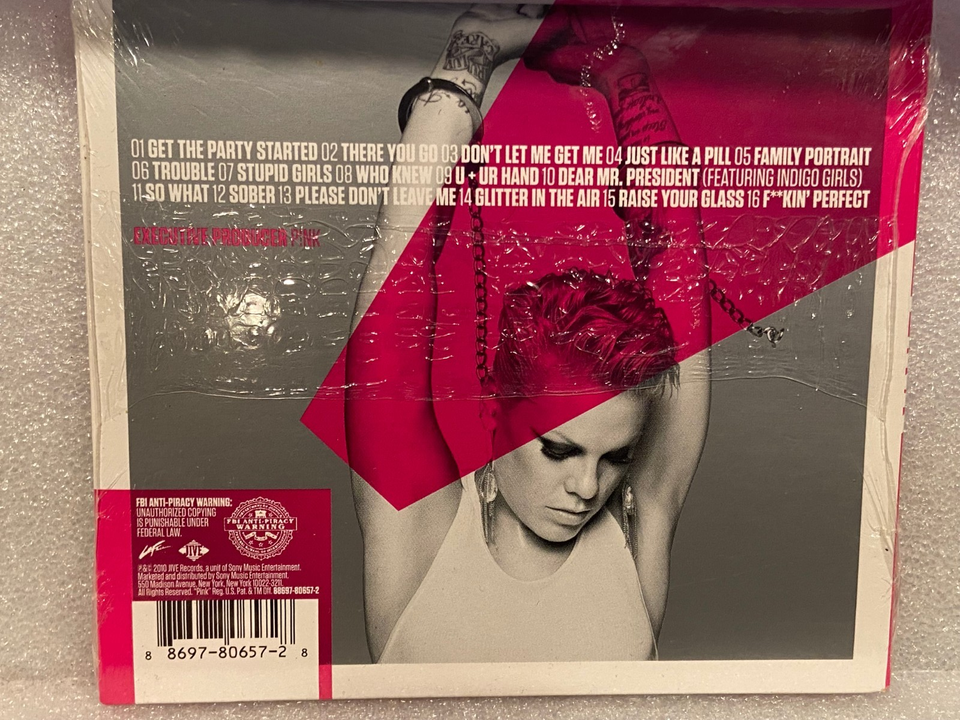 01 GET THE PARTY STARTED 02 THERE YOU GO 03 DON'T LET ME GET ME 04 JUST LIKE A PILL 05 FAMILY PORTRAIT
06 TROUBLE 07 STUPID GIRLS 08 WHO KNEW 09 U + UR HAND 10 DEAR MR. PRESIDENT (FEATURING INDIGO GIRLS)
11 SO WHAT 12 SOBER 13 PLEASE DON'T LEAVE ME 14 GLITTER IN THE AIR 15 RAISE YOUR GLASS 16 F**KIN' PERFECT
EXECUTIVE PRODUCER P!NK
FBI ANTI-PIRACY WARNING:
UNAUTHORIZED COPYING
IS PUNISHABLE UNDER
FEDERAL LAW.
FBI ANTI-PIRACY
WARNING
JIVE
℗ & © 2010 JIVE Records, a unit of Sony Music Entertainment.
Marketed and distributed by Sony Music Entertainment.
550 Madison Avenue, New York, New York 10022-3211.
All Rights Reserved. "Pink" Reg. U.S. Pat. & TM Off. 88697-80657-2
8 8697-80657-2 8